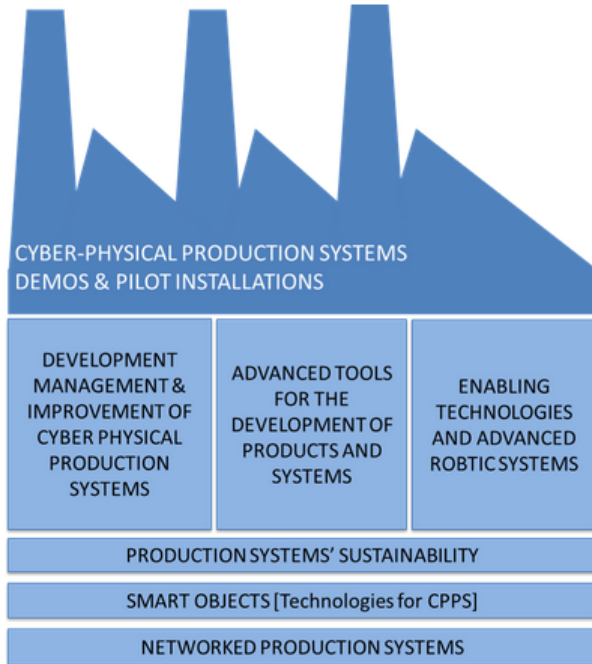 CYBER-PHYSICAL PRODUCTION SYSTEMS
DEMOS & PILOT INSTALLATIONS
DEVELOPMENT
MANAGEMENT &
IMPROVEMENT OF
CYBER PHYSICAL
PRODUCTION
SYSTEMS
ADVANCED TOOLS
FOR THE
DEVELOPMENT OF
PRODUCTS AND
SYSTEMS
ENABLING
TECHNOLOGIES
AND ADVANCED
ROBTIC SYSTEMS
PRODUCTION SYSTEMS’ SUSTAINABILITY
SMART OBJECTS [Technologies for CPPS]
NETWORKED PRODUCTION SYSTEMS